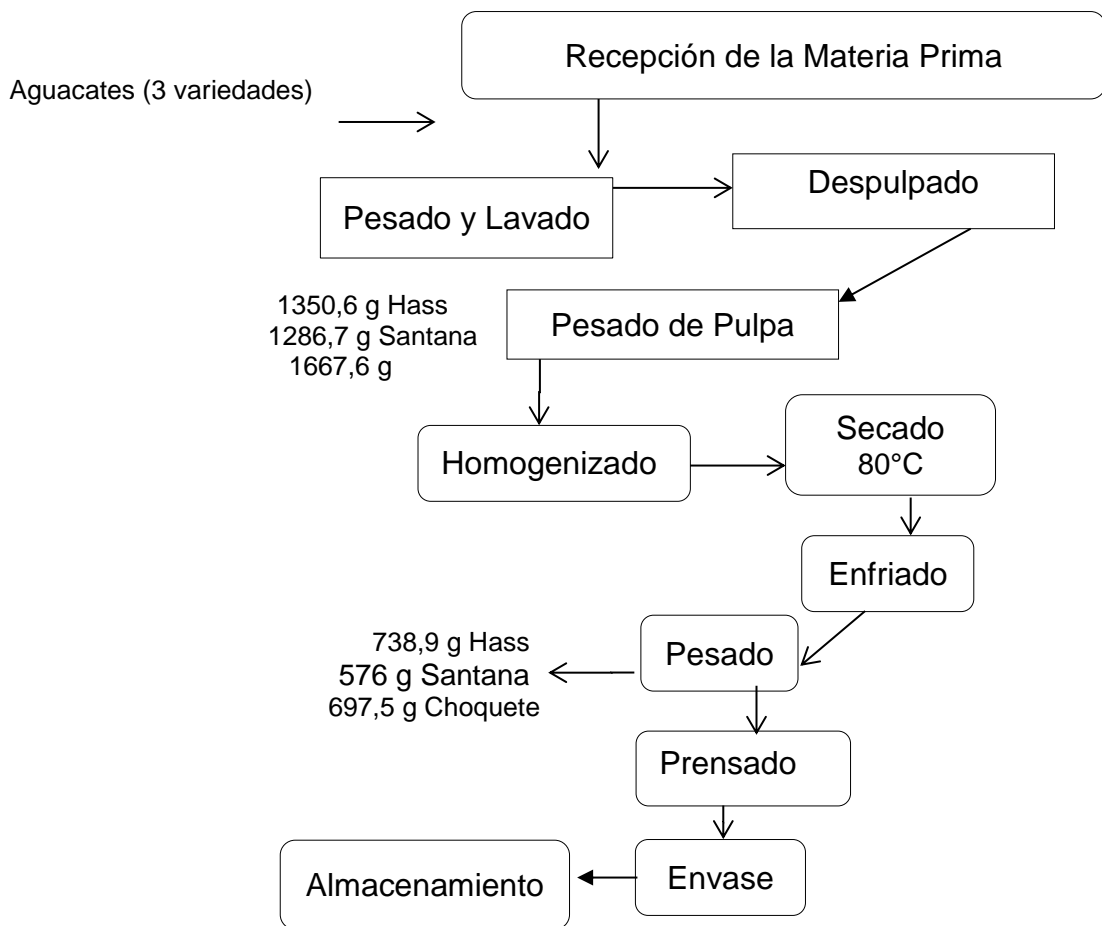 Recepción de la Materia Prima
Aguacates (3 variedades)
Pesado y Lavado
Despulpado
1350,6 g Hass
1286,7 g Santana
1667,6 g
Pesado de Pulpa
Homogenizado
Secado
80°C
Enfriado
738,9 g Hass
576 g Santana
697,5 g Choquete
Pesado
Prensado
Envase
Almacenamiento